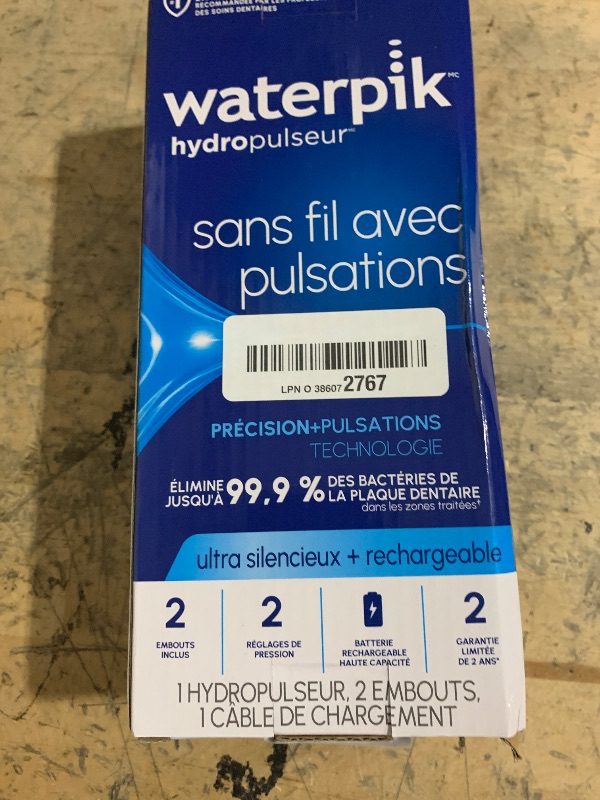 RECOMMANDÉE PAR LES
DES SOINS DENTAIRES
waterpik MC
hydropulseur MC
sans fil avec
pulsations
LPN O 386072767
PRÉCISION+PULSATIONS
TECHNOLOGIE
ÉLIMINE JUSQU'À 99,9 % DES BACTÉRIES DE
LA PLAQUE DENTAIRE
dans les zones traitées†
ultra silencieux + rechargeable
2
EMBOUTS
INCLUS
2
RÉGLAGES DE
PRESSION
BATTERIE
RECHARGEABLE
HAUTE CAPACITÉ
2
GARANTIE
LIMITÉE
DE 2 ANS*
1 HYDROPULSEUR, 2 EMBOUTS,
1 CÂBLE DE CHARGEMENT